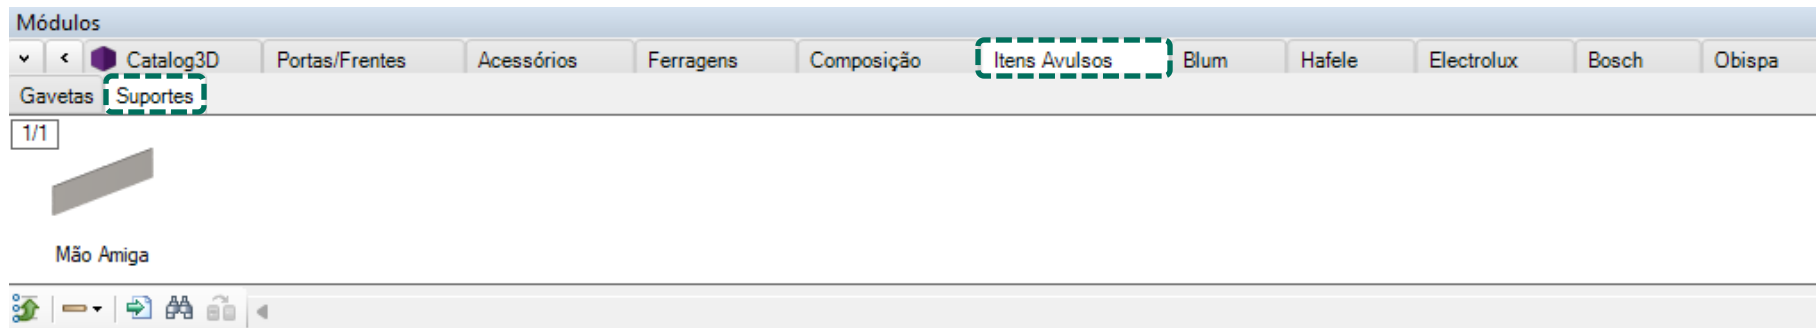 Módulos
Catalog3D Portas/Frentes Acessórios Ferragens Composição Itens Avulsos Blum Hafele Electrolux Bosch Obispa
Gavetas Suportes
1/1
Mão Amiga